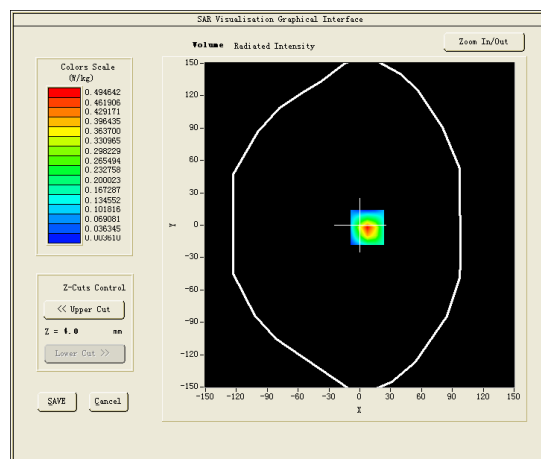 SAR Visualisation Graphical Interface
Volume Radiated Intensity
Zoom In/Out
Colors Scale
(W/kg)
0.494642
0.461906
0.429171
0.396435
0.363700
0.330965
0.298229
0.265494
0.232758
0.200023
0.167287
0.134552
0.101816
0.069081
0.036345
0.003610
Z-Cuts Control
<< Upper Cut
Z = 4.0 mm
Lower Cut >>
SAVE
Cancel
150
90
60
30
0
-30
-60
-90
-120
-150
Y
-150 -120 -90 -60 -30 0 30 60 90 120 150
X